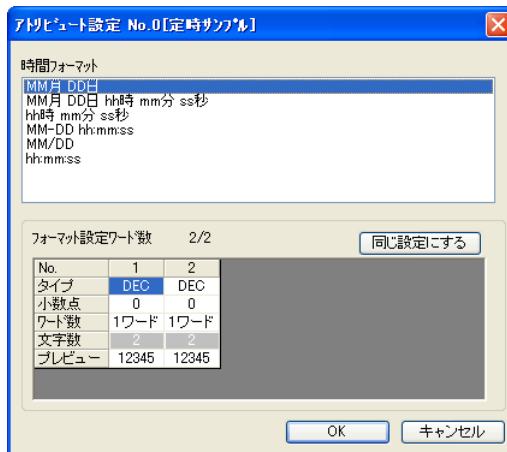 アトリビュート設定 No.0[定時サンプル]
時間フォーマット
MM月 DD日
MM月 DD日 hh時 mm分 ss秒
hh時 mm分 ss秒
MM-DD hh:mm:ss
MM/DD
hh:mm:ss
フォーマット設定ワード数 2/2 同じ設定にする
No. 1 2
タイプ DEC DEC
小数点 0 0
ワード数 1ワード 1ワード
文字数 2 2
プレビュー 12345 12345
OK キャンセル